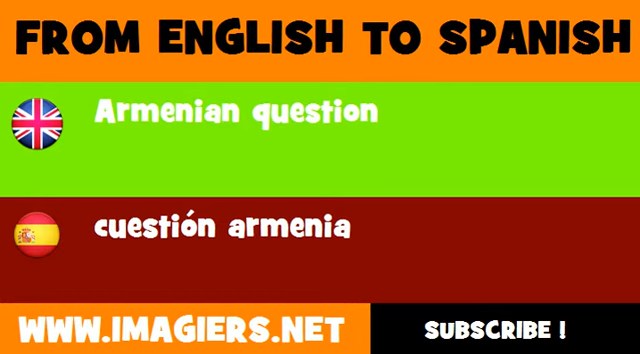 FROM ENGLISH TO SPANISH
Armenian question
cuestión armenia
WWW.IMAGIERS.NET
SUBSCRIBE !